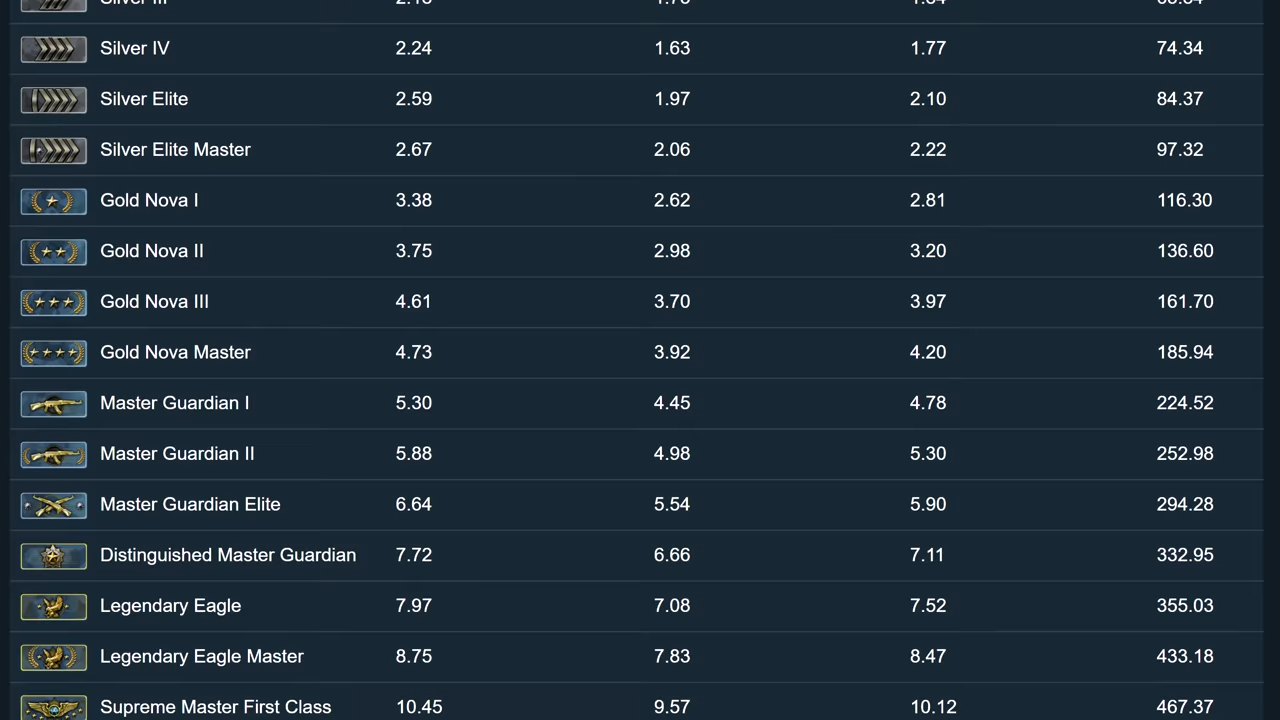 Silver IV 2.24 1.63 1.77 74.34
Silver Elite 2.59 1.97 2.10 84.37
Silver Elite Master 2.67 2.06 2.22 97.32
Gold Nova I 3.38 2.62 2.81 116.30
Gold Nova II 3.75 2.98 3.20 136.60
Gold Nova III 4.61 3.70 3.97 161.70
Gold Nova Master 4.73 3.92 4.20 185.94
Master Guardian I 5.30 4.45 4.78 224.52
Master Guardian II 5.88 4.98 5.30 252.98
Master Guardian Elite 6.64 5.54 5.90 294.28
Distinguished Master Guardian 7.72 6.66 7.11 332.95
Legendary Eagle 7.97 7.08 7.52 355.03
Legendary Eagle Master 8.75 7.83 8.47 433.18
Supreme Master First Class 10.45 9.57 10.12 467.37